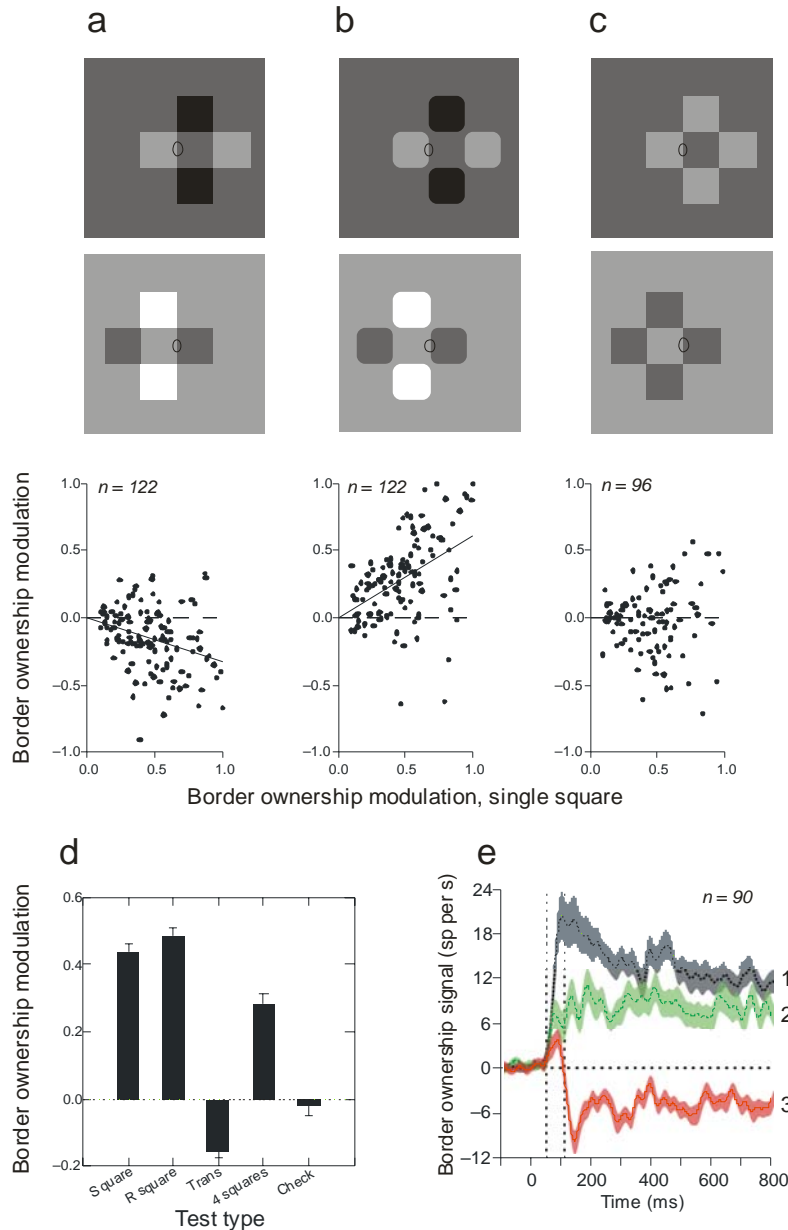 a b c
Border ownership modulation
1.0 0.5 0.0 –0.5 –1.0
n = 122
0.0 0.5 1.0
1.0 0.5 0.0 –0.5 –1.0
n = 122
0.0 0.5 1.0
1.0 0.5 0.0 –0.5 –1.0
n = 96
0.0 0.5 1.0
Border ownership modulation, single square
d
Border ownership modulation
0.6
0.4
0.2
0.0
–0.2
S quare
R square
Trans
4 squares
Check
Test type
e
Border ownership signal (sp per s)
24
18
12
6
0
–6
–12
n = 90
1
2
3
0 200 400 600 800
Time (ms)